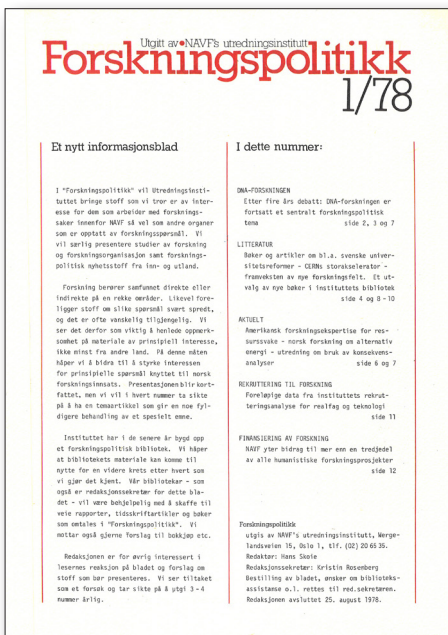 Utgitt av•NAVF's utredningsinstitutt
Forskningspolitikk
1/78
Et nytt informasjonsblad
I "Forskningspolitikk" vil Utredningsinsti-
tuttet bringe stoff som vi tror er av inter-
esse for dem som arbeider med forsknings-
saker innenfor NAVF så vel som andre organer
som er opptatt av forskningsspørsmål. Vi
vil særlig presentere studier av forskning
og forskningsorganisasjon samt forsknings-
politisk nyhetsstoff fra inn- og utland.
Forskning berører samfunnet direkte eller
indirekte på en rekke områder. Likevel fore-
ligger stoff om slike spørsmål svært spredt,
og det er ofte vanskelig tilgjengelig. Vi
ser det derfor som viktig å henlede oppmerk-
somhet på materiale av prinsipiell interesse,
ikke minst fra andre land. På denne måten
håper vi å bidra til å styrke interessen
for prinsipielle spørsmål knyttet til norsk
forskningsinnsats. Presentasjonen blir kort-
fattet, men vi vil i hvert nummer ta sikte
på å ha en temaartikkel som gir en noe fyl-
digere behandling av et spesielt emne.
Instituttet har i de senere år bygd opp
et forskningspolitisk bibliotek. Vi håper
at bibliotekets materiale kan komme til
nytte for en videre krets etter hvert som
vi gjør det kjent. Vår bibliotekar - som
også er redaksjonssekretær for dette bla-
det - vil være behjelpelig med å skaffe til
veie rapporter, tidsskriftartikler og bøker
som omtales i "Forskningspolitikk". Vi
mottar også gjerne forslag til bokkjøp etc.
Redaksjonen er for øvrig interessert i
lesernes reaksjon på bladet og forslag om
stoff som bør presenteres. Vi ser tiltaket
som et forsøk og tar sikte på å utgi 3-4
nummer årlig.
I dette nummer:
DNA-FORSKNINGEN
Etter fire års debatt: DNA-forskningen er
fortsatt et sentralt forskningspolitisk
tema side 2, 3 og 7
LITTERATUR
Bøker og artikler om bl.a. svenske univer-
sitetsreformer - CERNs storakselerator -
framveksten av nye forskningsfelt. Et ut-
valg av nye bøker i instituttets bibliotek
side 4 og 8-10
AKTUELT
Amerikansk forskningsekspertise for res-
surssvake - norsk forskning om alternativ
energi - utredning om bruk av konsekvens-
analyser side 6 og 7
REKRUTTERING TIL FORSKNING
Foreløpige data fra instituttets rekrut-
teringsanalyse for realfag og teknologi
side 11
FINANSIERING AV FORSKNING
NAVF yter bidrag til mer enn en tredjedel
av alle humanistiske forskningsprosjekter
side 12
Forskningspolitikk
utgis av NAVF's utredningsinstitutt, Werge-
landsveien 15, Oslo 1, tlf. (02) 20 65 35.
Redaktør: Hans Skoie
Redaksjonssekretær: Kristin Rosenberg
Bestilling av bladet, ønsker om biblioteks-
assistanse o.l. rettes til red.sekretæren.
Redaksjonen avsluttet 25. august 1978.